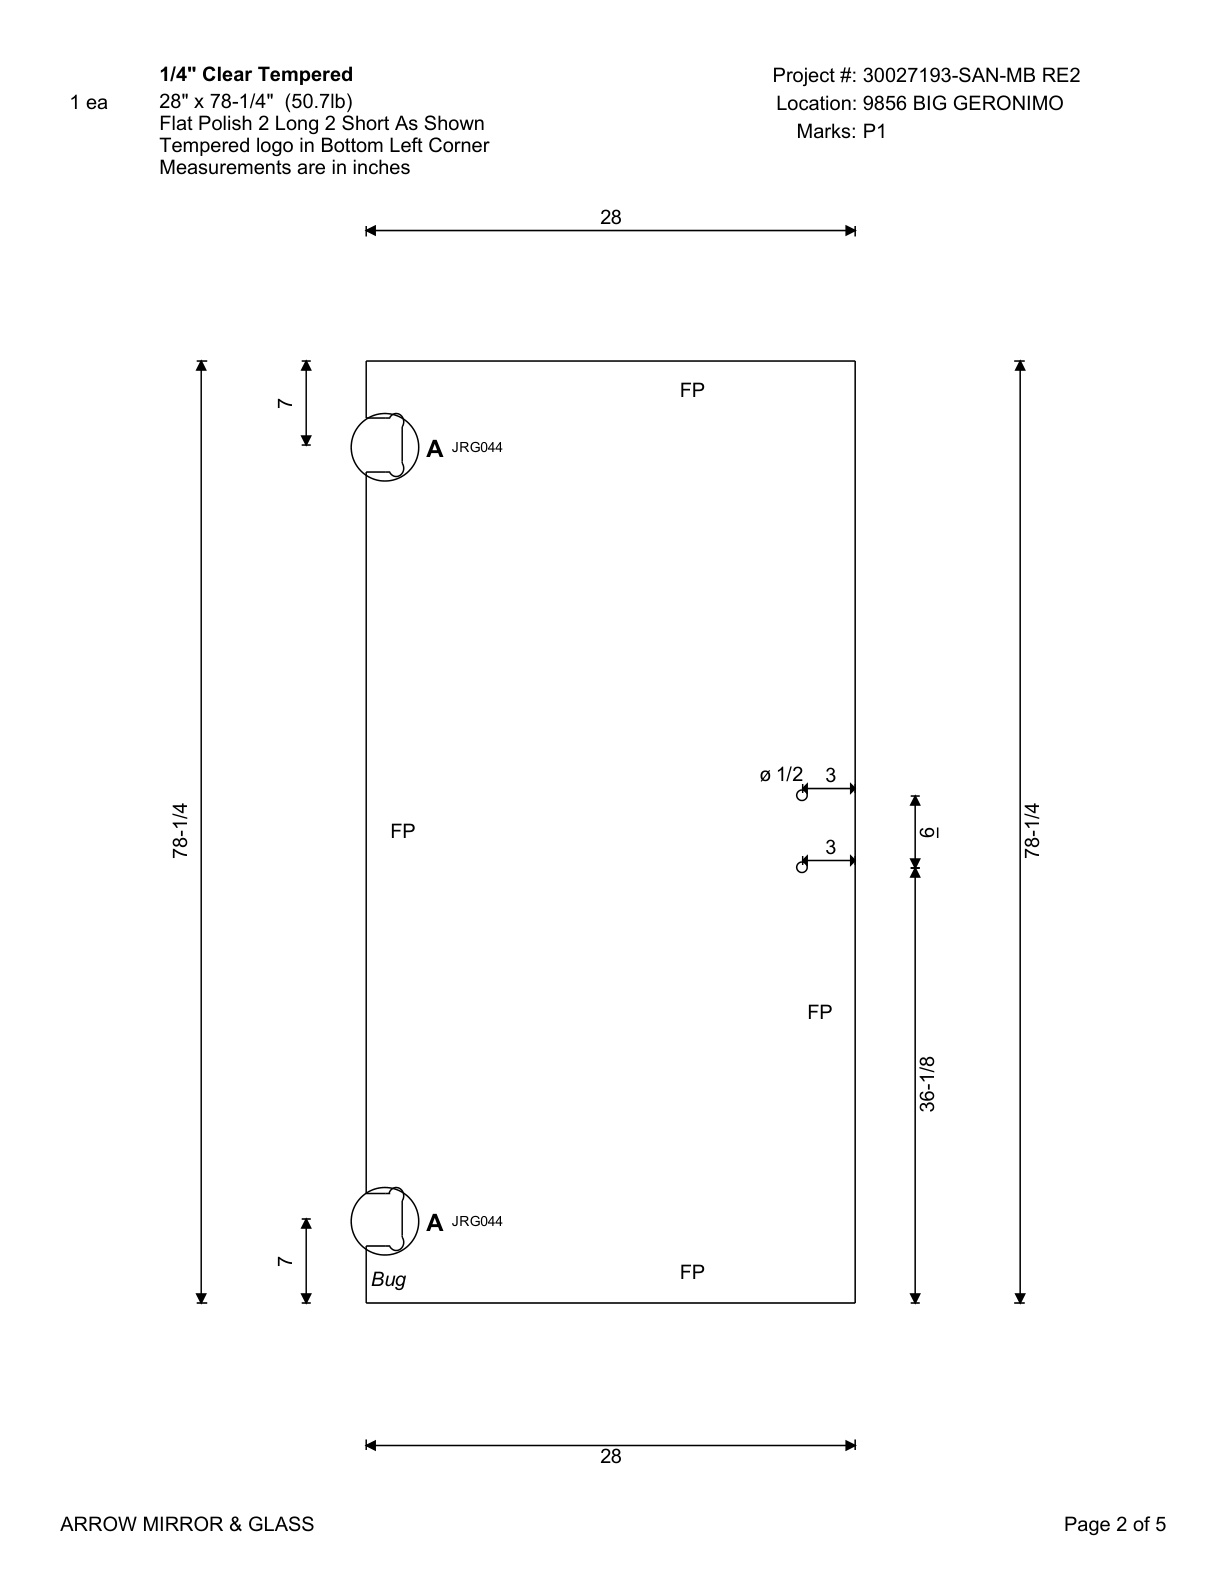 1/4" Clear Tempered
1 ea
28" x 78-1/4"  (50.7lb)
Flat Polish 2 Long 2 Short As Shown
Tempered logo in Bottom Left Corner
Measurements are in inches
Project #: 30027193-SAN-MB RE2
Location: 9856 BIG GERONIMO
Marks: P1
28
7
FP
A JRG044
ø 1/2
3
78-1/4
FP
3
6
78-1/4
FP
36-1/8
A JRG044
7
Bug
FP
28
ARROW MIRROR & GLASS
Page 2 of 5